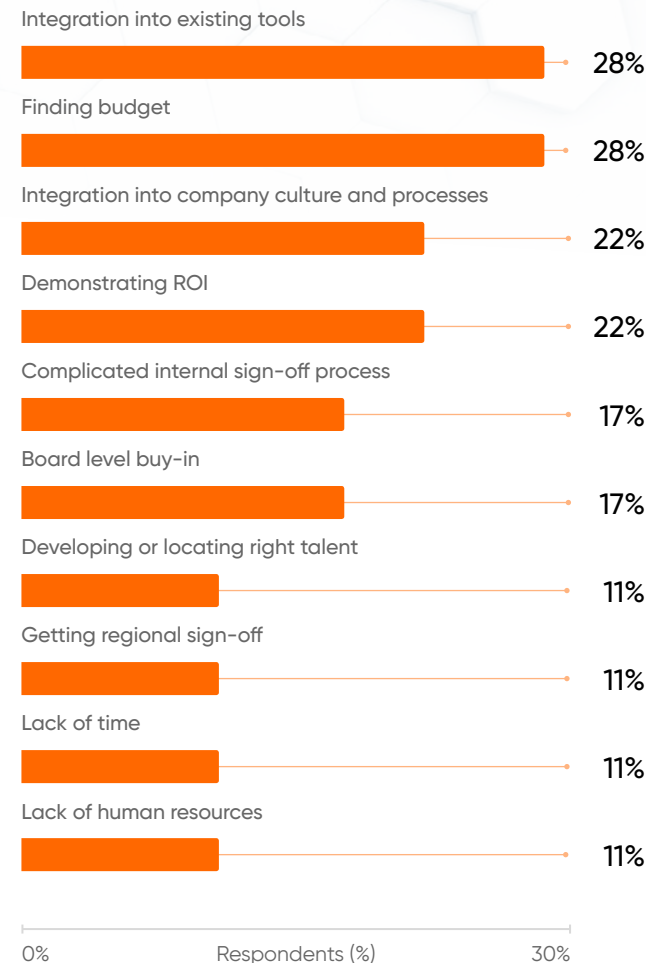 Integration into existing tools
28%
Finding budget
28%
Integration into company culture and processes
22%
Demonstrating ROI
22%
Complicated internal sign-off process
17%
Board level buy-in
17%
Developing or locating right talent
11%
Getting regional sign-off
11%
Lack of time
11%
Lack of human resources
11%
0% Respondents (%) 30%